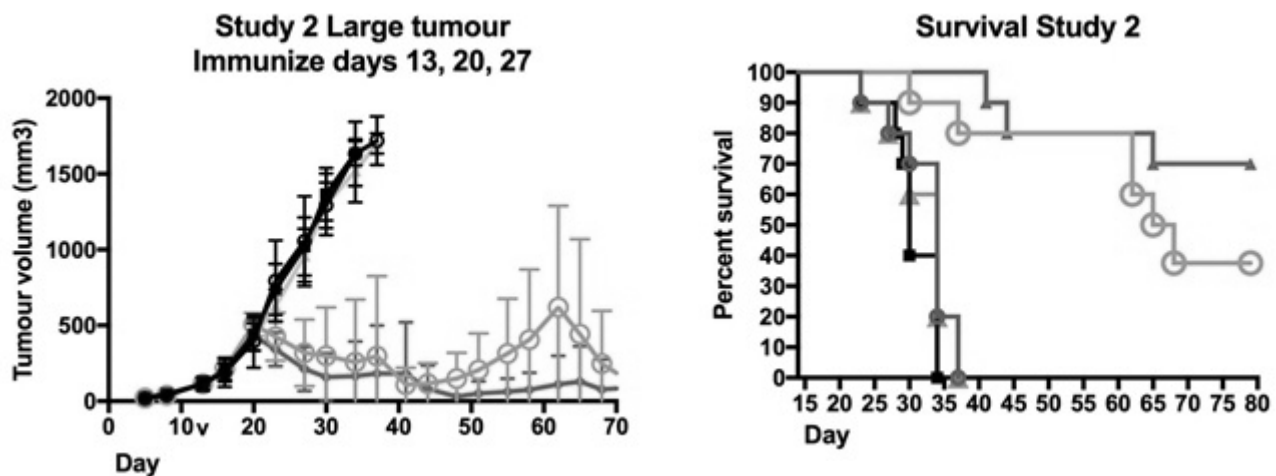 Study 2 Large tumour
Immunize days 13, 20, 27
Tumour volume (mm3)
2000
1500
1000
500
0
0 10 v 20 30 40 50 60 70
Day
Survival Study 2
Percent survival
100
90
80
70
60
50
40
30
20
10
0
15 20 25 30 35 40 45 50 55 60 65 70 75 80
Day